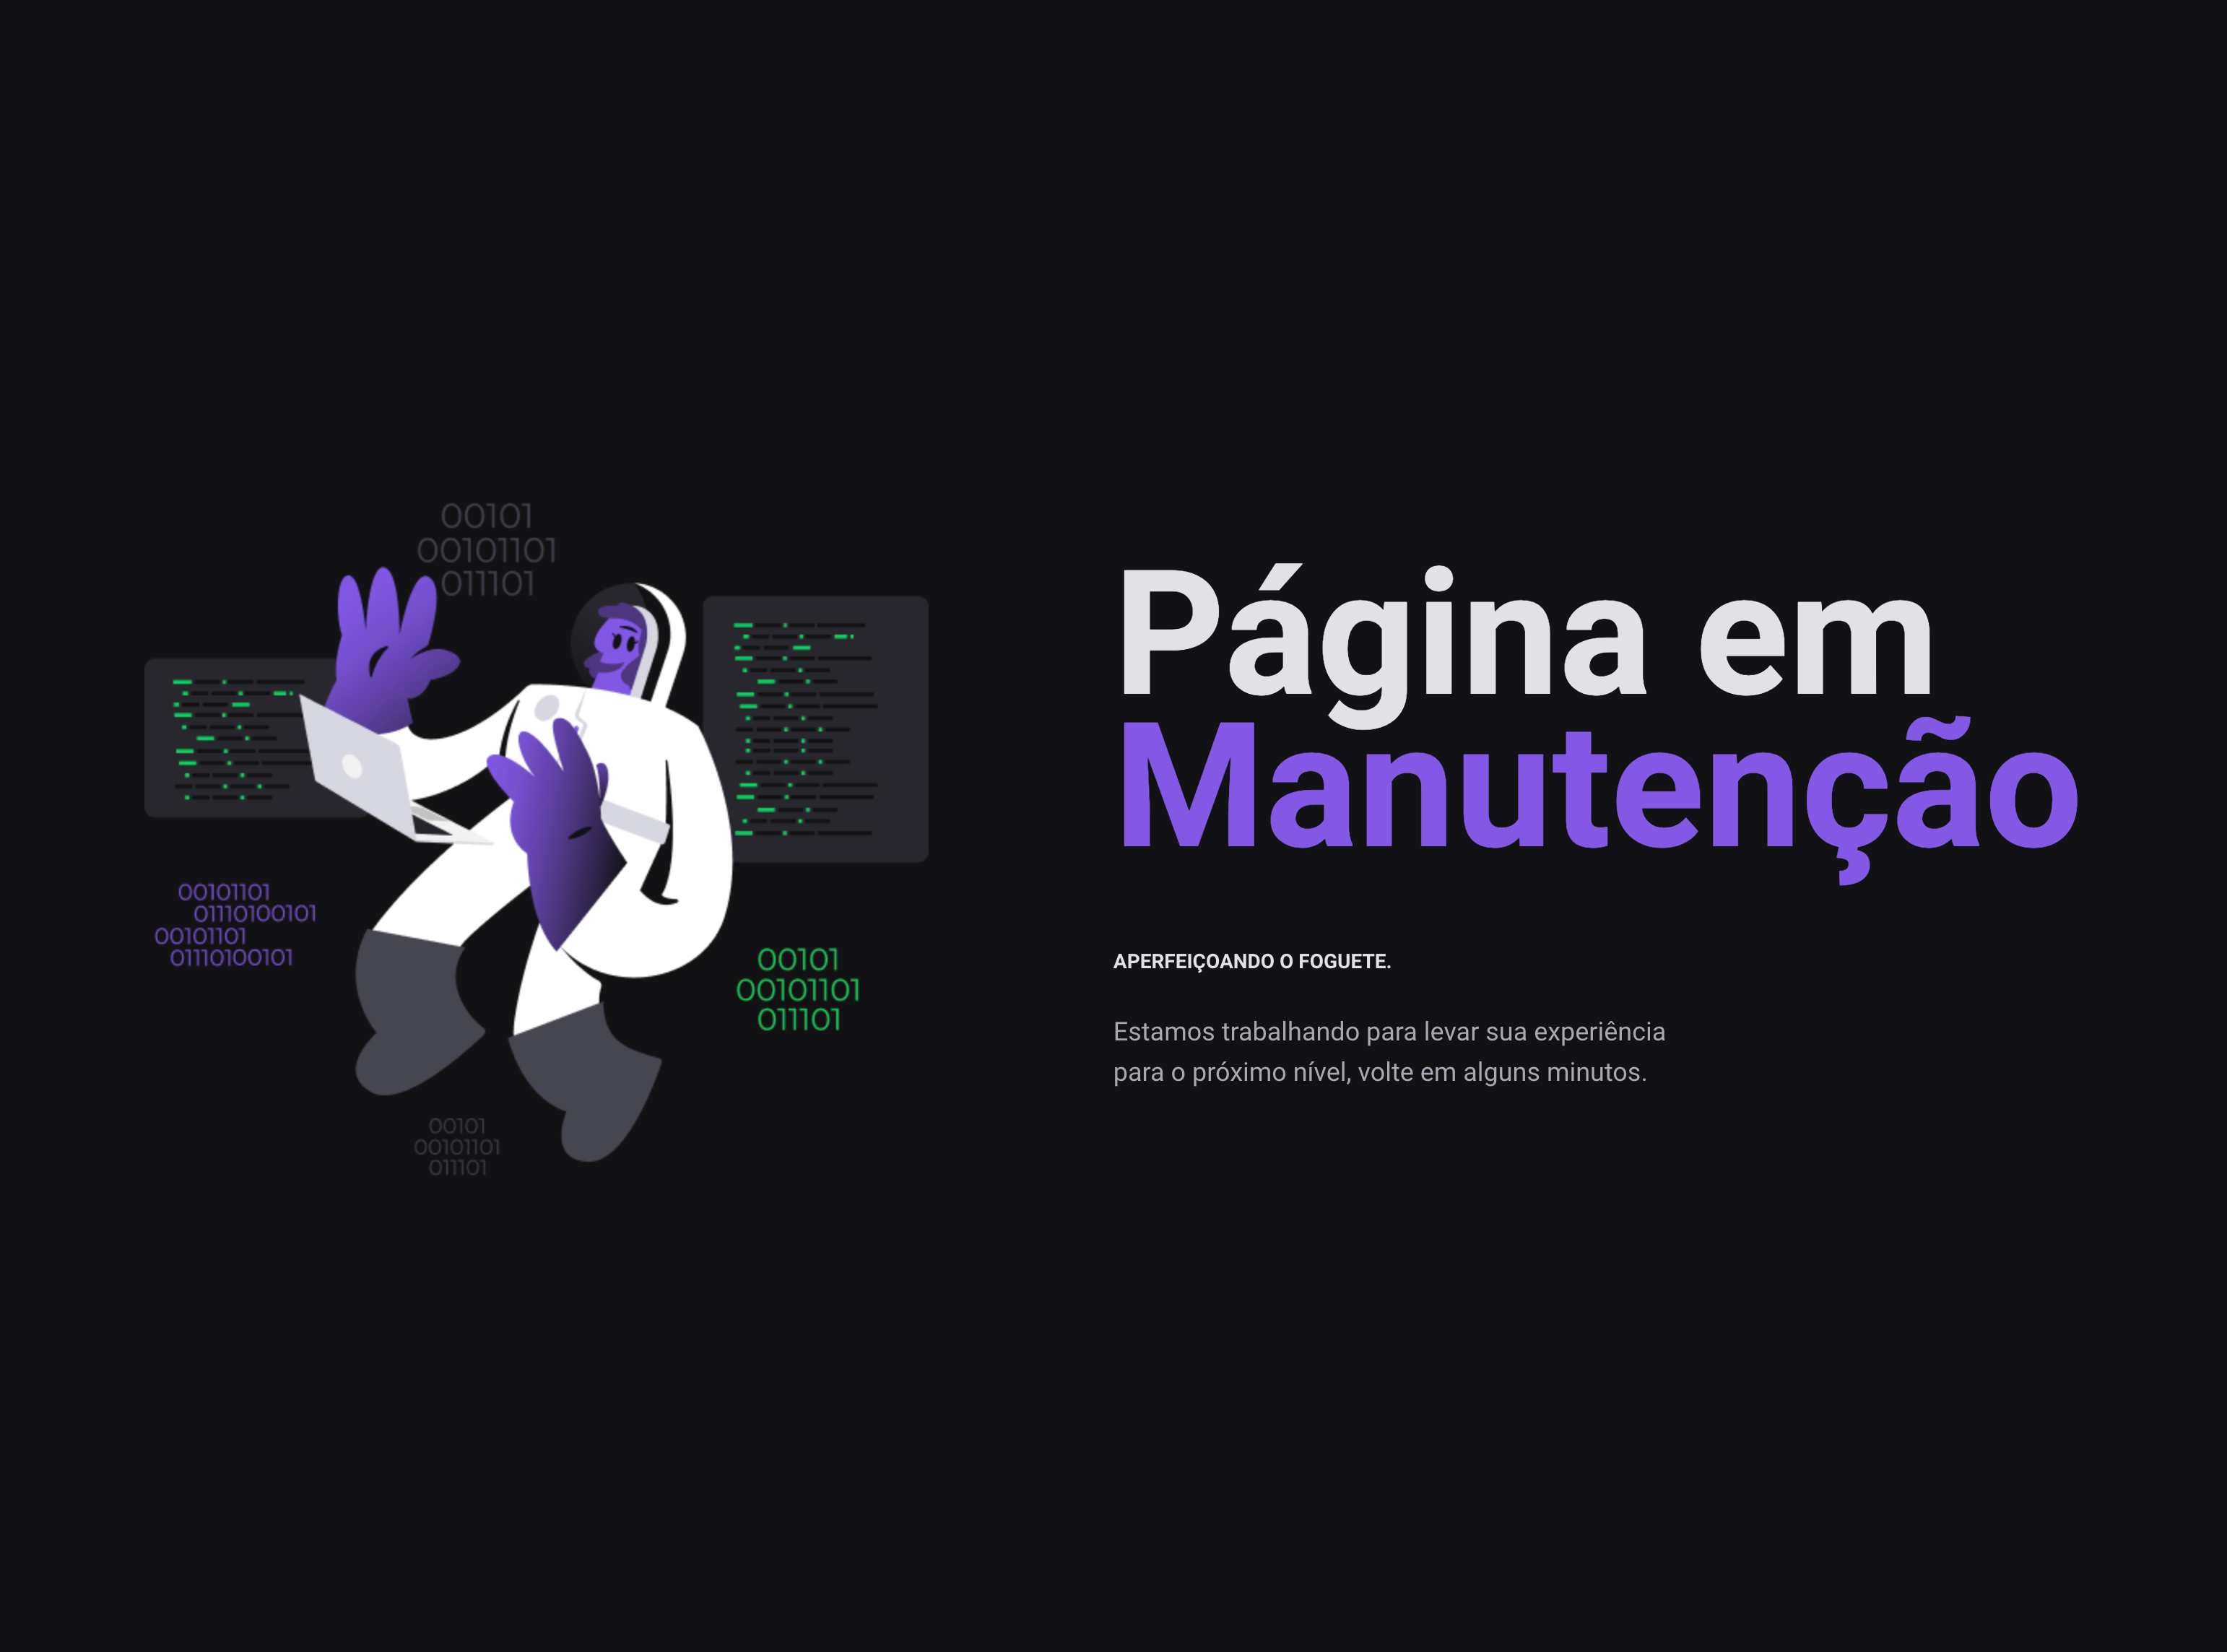 00101
00101101
011101
00101101
01110100101
00101101
01110100101
00101
00101101
011101
00101
00101101
011101
Página em
Manutenção
APERFEIÇOANDO O FOGUETE.
Estamos trabalhando para levar sua experiência
para o próximo nível, volte em alguns minutos.